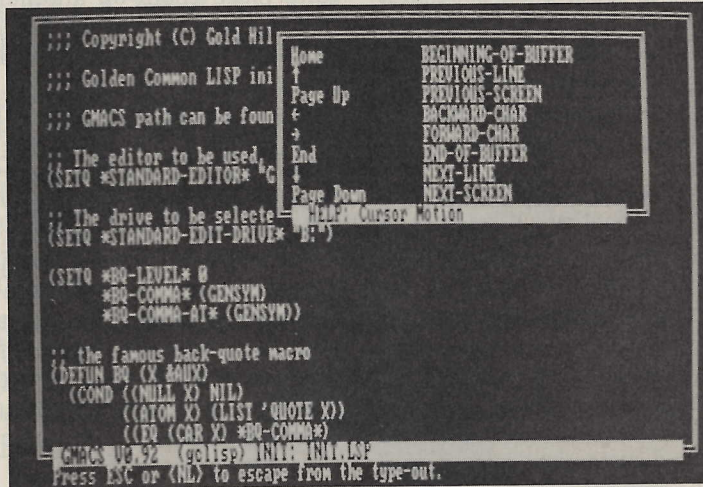 ;;; Copyright (C) Gold Hil
;;; Golden Common LISP ini
;;; GMACS path can be foun
;; The editor to be used,
(SETQ *STANDARD-EDITOR* "G
;; The drive to be selecte
(SETQ *STANDARD-EDIT-DRIVE* "B:")
(SETQ *BQ-LEVEL* 0
*BQ-COMMA* (GENSYM)
*BQ-COMMA-AT* (GENSYM))
;; the famous back-quote macro
(DEFUN BQ (X &AUX)
(COND ((NULL X) NIL)
((ATOM X) (LIST 'QUOTE X))
((EQ (CAR X) *BQ-COMMA*)
Home BEGINNING-OF-BUFFER
↑ PREVIOUS-LINE
Page Up PREVIOUS-SCREEN
← BACKWARD-CHAR
→ FORWARD-CHAR
End END-OF-BUFFER
↓ NEXT-LINE
Page Down NEXT-SCREEN
HELP: Cursor Motion
GMACS V0.92 (gclisp) INIT: INIT.LSP
Press ESC or <NL> to escape from the type-out.